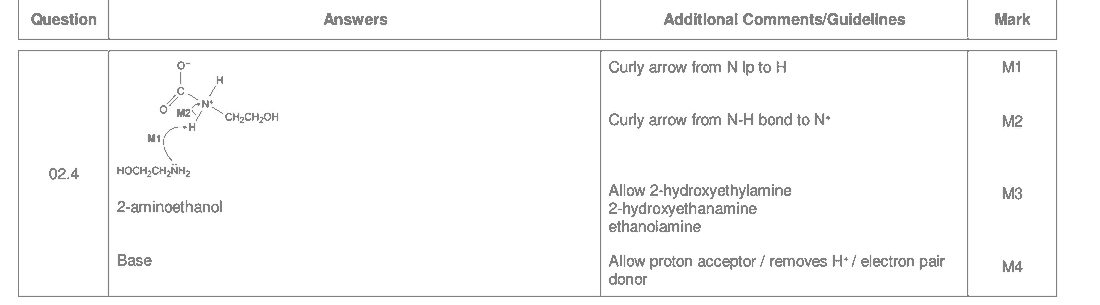 Question Answers Additional Comments/Guidelines Mark
O⁻
H
C
O
N⁺
M2
CH₂CH₂OH
H
M1
HOCH₂CH₂NH₂
Curly arrow from N lp to H M1
Curly arrow from N-H bond to N⁺ M2
02.4
2-aminoethanol
Allow 2-hydroxyethylamine
2-hydroxyethanamine
ethanolamine
M3
Base
Allow proton acceptor / removes H⁺ / electron pair
donor
M4